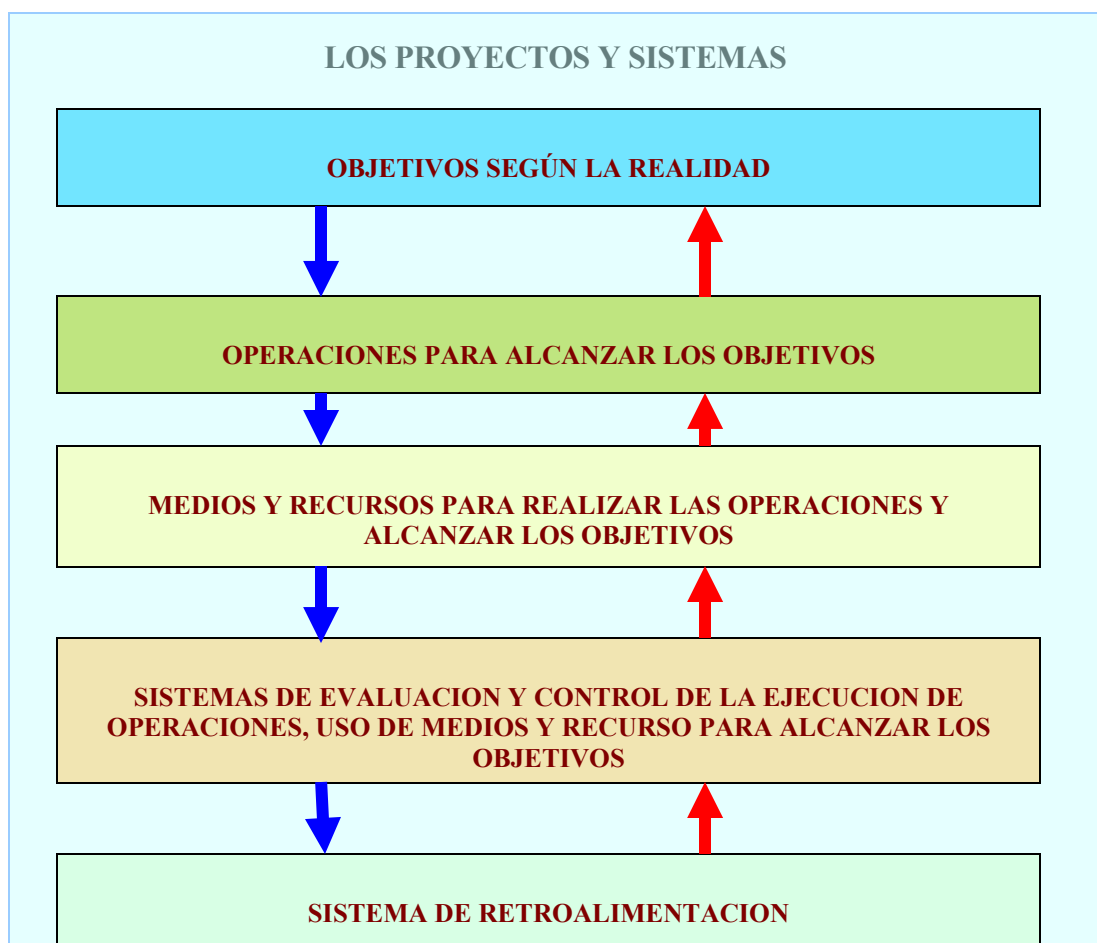 LOS PROYECTOS Y SISTEMAS
OBJETIVOS SEGÚN LA REALIDAD
OPERACIONES PARA ALCANZAR LOS OBJETIVOS
MEDIOS Y RECURSOS PARA REALIZAR LAS OPERACIONES Y
ALCANZAR LOS OBJETIVOS
SISTEMAS DE EVALUACION Y CONTROL DE LA EJECUCION DE
OPERACIONES, USO DE MEDIOS Y RECURSO PARA ALCANZAR LOS
OBJETIVOS
SISTEMA DE RETROALIMENTACION